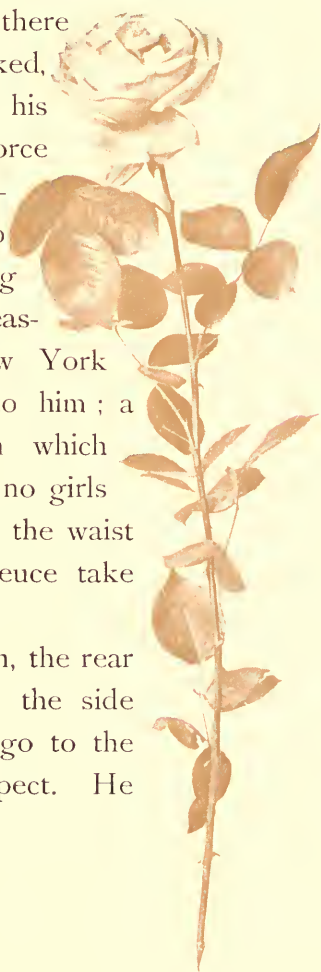 there
ked,
his
orce
-
o
g
eas-
w York
o him ; a
n which
no girls
the waist
euce take
n, the rear
the side
go to the
pect. He